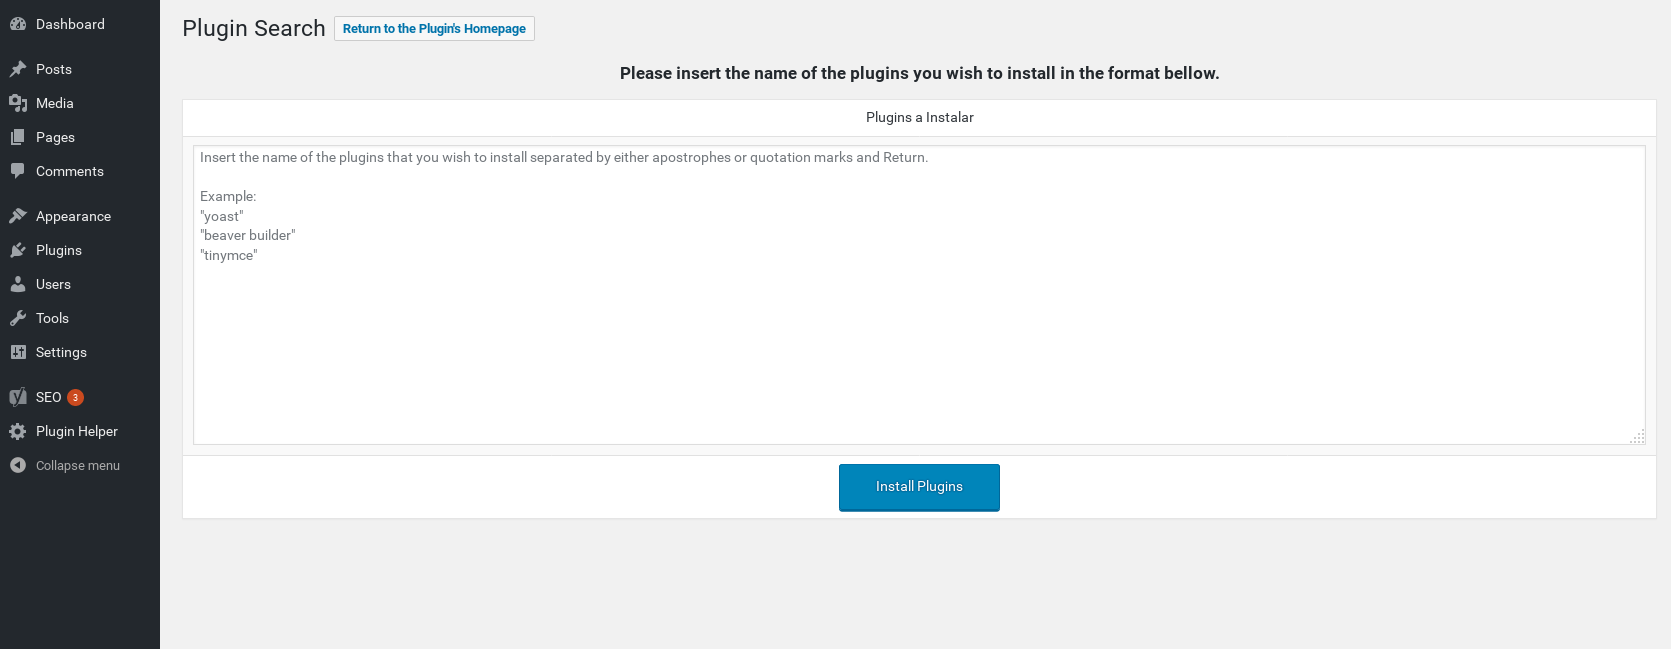 Dashboard
Posts
Media
Pages
Comments
Appearance
Plugins
Users
Tools
Settings
SEO 3
Plugin Helper
Collapse menu
Plugin Search
Return to the Plugin's Homepage
Please insert the name of the plugins you wish to install in the format bellow.
Plugins a Instalar
Insert the name of the plugins that you wish to install separated by either apostrophes or quotation marks and Return.
Example:
"yoast"
"beaver builder"
"tinymce"
Install Plugins